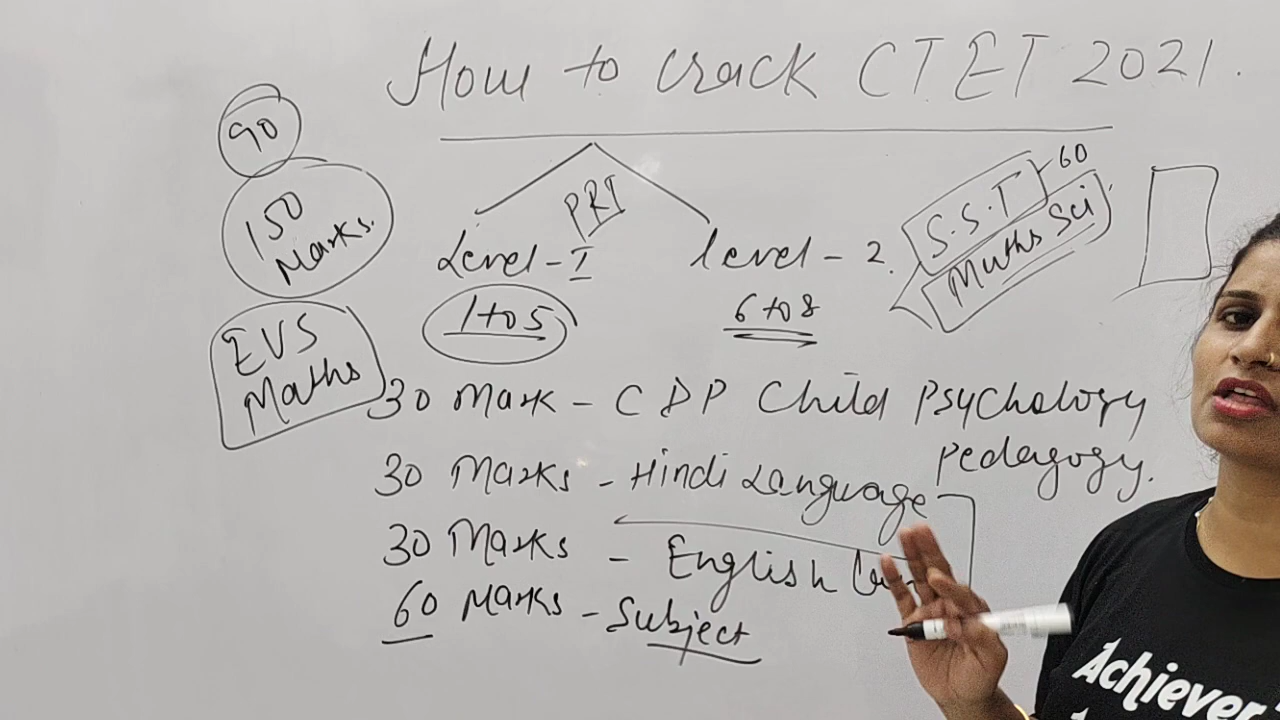 How to crack CTET 2021.
90
150 Marks.
EVS Maths
PRT
Level-I
1 to 5
level-2.
6 to 8
S.S.T
60
Maths Sci
30 Mark - CDP Child Psychology
Pedagogy.
30 Marks - Hindi Language
30 Marks - English
60 Marks - Subject
Achiever